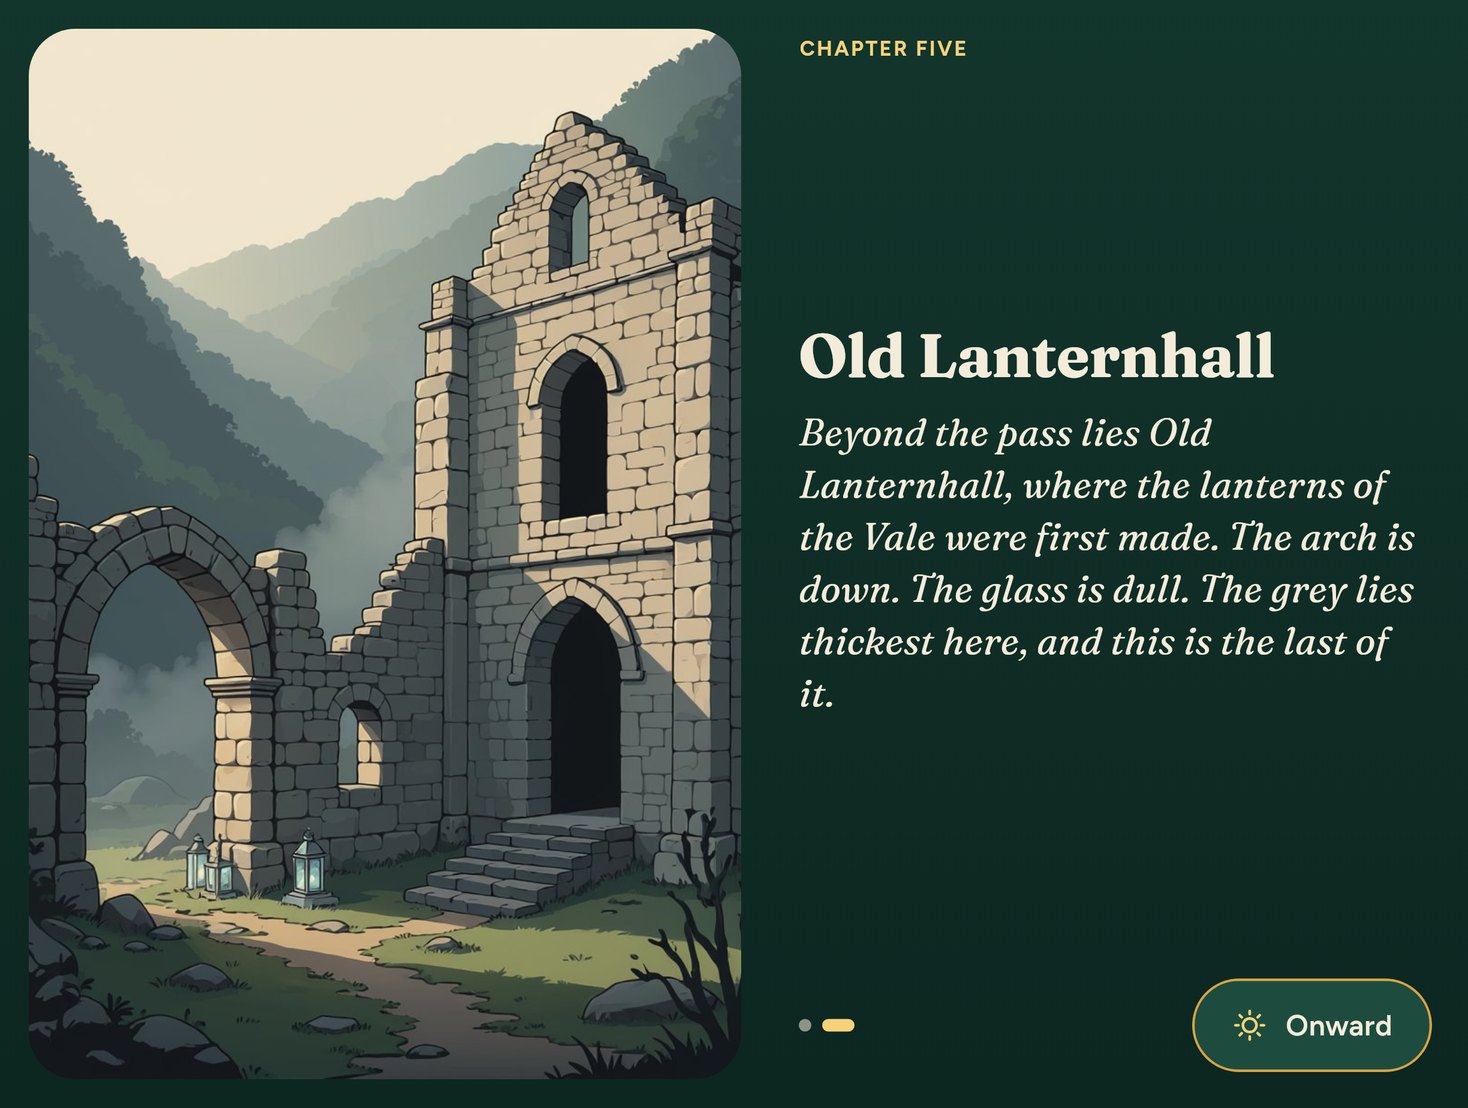 CHAPTER FIVE
Old Lanternhall
Beyond the pass lies Old
Lanternhall, where the lanterns of
the Vale were first made. The arch is
down. The glass is dull. The grey lies
thickest here, and this is the last of
it.
Onward